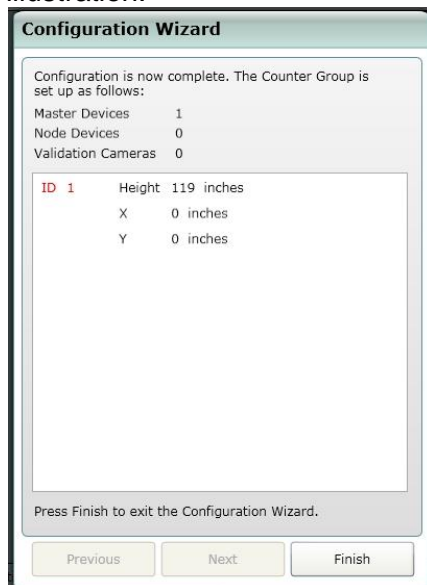 Configuration Wizard
Configuration is now complete. The Counter Group is
set up as follows:
Master Devices 1
Node Devices 0
Validation Cameras 0
ID 1 Height 119 inches
X 0 inches
Y 0 inches
Press Finish to exit the Configuration Wizard.
Previous Next Finish